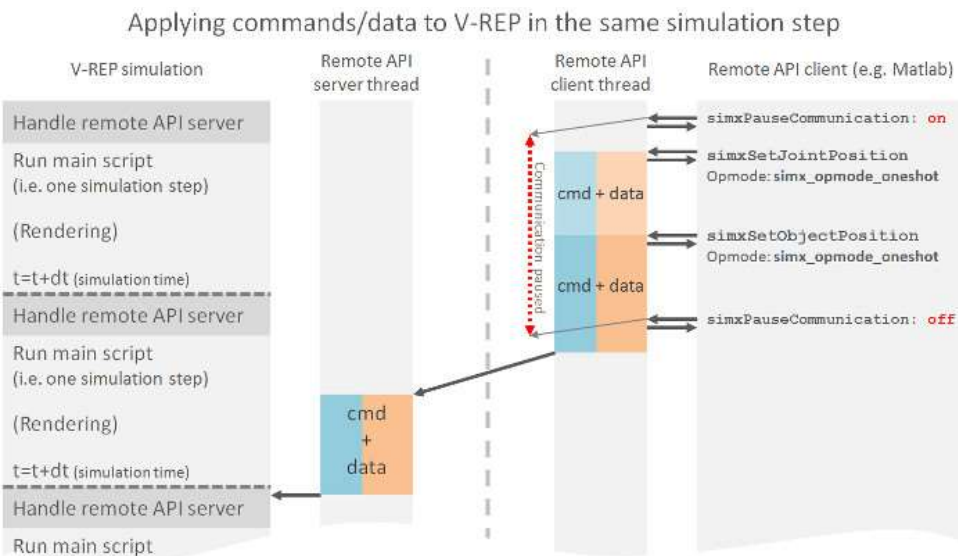 Applying commands/data to V-REP in the same simulation step
V-REP simulation
Remote API
server thread
Remote API
client thread
Remote API client (e.g. Matlab)
Handle remote API server
Run main script
(i.e. one simulation step)
(Rendering)
t=t+dt (simulation time)
Handle remote API server
Run main script
(i.e. one simulation step)
(Rendering)
t=t+dt (simulation time)
Handle remote API server
Run main script
cmd
+
data
Communication paused
cmd + data
cmd + data
simxPauseCommunication: on
simxSetJointPosition
Opmode: simx_opmode_oneshot
simxSetObjectPosition
Opmode: simx_opmode_oneshot
simxPauseCommunication: off